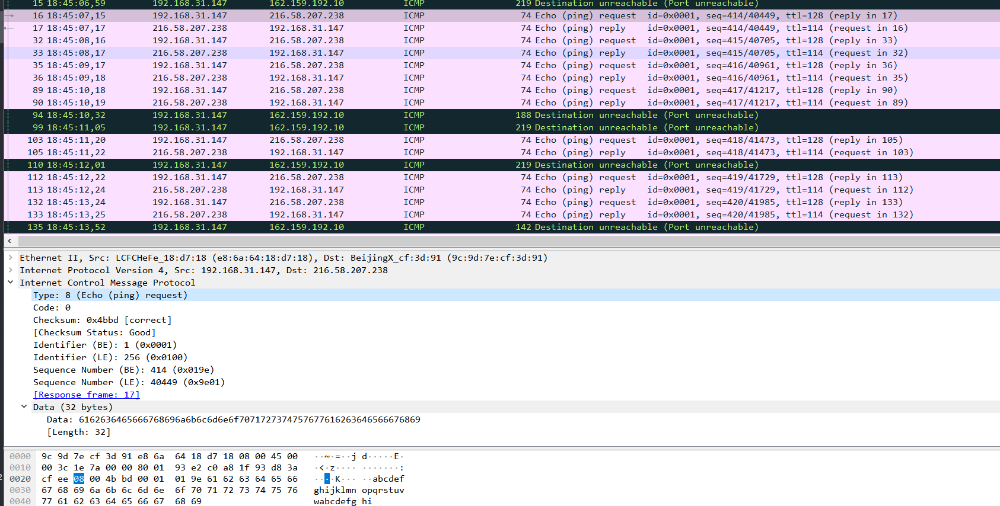 15 18:45:06,59 192.168.31.147 162.159.192.10 ICMP 219 Destination unreachable (Port unreachable)
16 18:45:07,15 192.168.31.147 216.58.207.238 ICMP 74 Echo (ping) request id=0x0001, seq=414/40449, ttl=128 (reply in 17)
17 18:45:07,17 216.58.207.238 192.168.31.147 ICMP 74 Echo (ping) reply id=0x0001, seq=414/40449, ttl=114 (request in 16)
32 18:45:08,16 192.168.31.147 216.58.207.238 ICMP 74 Echo (ping) request id=0x0001, seq=415/40705, ttl=128 (reply in 33)
33 18:45:08,17 216.58.207.238 192.168.31.147 ICMP 74 Echo (ping) reply id=0x0001, seq=415/40705, ttl=114 (request in 32)
35 18:45:09,17 192.168.31.147 216.58.207.238 ICMP 74 Echo (ping) request id=0x0001, seq=416/40961, ttl=128 (reply in 36)
36 18:45:09,18 216.58.207.238 192.168.31.147 ICMP 74 Echo (ping) reply id=0x0001, seq=416/40961, ttl=114 (request in 35)
89 18:45:10,18 192.168.31.147 216.58.207.238 ICMP 74 Echo (ping) request id=0x0001, seq=417/41217, ttl=128 (reply in 90)
90 18:45:10,19 216.58.207.238 192.168.31.147 ICMP 74 Echo (ping) reply id=0x0001, seq=417/41217, ttl=114 (request in 89)
94 18:45:10,32 192.168.31.147 162.159.192.10 ICMP 188 Destination unreachable (Port unreachable)
99 18:45:11,05 192.168.31.147 162.159.192.10 ICMP 219 Destination unreachable (Port unreachable)
103 18:45:11,20 192.168.31.147 216.58.207.238 ICMP 74 Echo (ping) request id=0x0001, seq=418/41473, ttl=128 (reply in 105)
105 18:45:11,22 216.58.207.238 192.168.31.147 ICMP 74 Echo (ping) reply id=0x0001, seq=418/41473, ttl=114 (request in 103)
110 18:45:12,01 192.168.31.147 162.159.192.10 ICMP 219 Destination unreachable (Port unreachable)
112 18:45:12,22 192.168.31.147 216.58.207.238 ICMP 74 Echo (ping) request id=0x0001, seq=419/41729, ttl=128 (reply in 113)
113 18:45:12,24 216.58.207.238 192.168.31.147 ICMP 74 Echo (ping) reply id=0x0001, seq=419/41729, ttl=114 (request in 112)
132 18:45:13,24 192.168.31.147 216.58.207.238 ICMP 74 Echo (ping) request id=0x0001, seq=420/41985, ttl=128 (reply in 133)
133 18:45:13,25 216.58.207.238 192.168.31.147 ICMP 74 Echo (ping) reply id=0x0001, seq=420/41985, ttl=114 (request in 132)
135 18:45:13,52 192.168.31.147 162.159.192.10 ICMP 142 Destination unreachable (Port unreachable)
Ethernet II, Src: LCFCHeFe_18:d7:18 (e8:6a:64:18:d7:18), Dst: BeijingX_cf:3d:91 (9c:9d:7e:cf:3d:91)
Internet Protocol Version 4, Src: 192.168.31.147, Dst: 216.58.207.238
Internet Control Message Protocol
Type: 8 (Echo (ping) request)
Code: 0
Checksum: 0x4bbd [correct]
[Checksum Status: Good]
Identifier (BE): 1 (0x0001)
Identifier (LE): 256 (0x0100)
Sequence Number (BE): 414 (0x019e)
Sequence Number (LE): 40449 (0x9e01)
[Response frame: 17]
Data (32 bytes)
Data: 6162636465666768696a6b6c6d6e6f7071727374757677616263646566676869
[Length: 32]
0000 9c 9d 7e cf 3d 91 e8 6a 64 18 d7 18 08 00 45 00 ··~·=··j d·····E·
0010 00 3c 1e 7a 00 00 80 01 93 e2 c0 a8 1f 93 d8 3a ·<·z···· ·······:
0020 cf ee 08 00 4b bd 00 01 01 9e 61 62 63 64 65 66 ····K··· ··abcdef
0030 67 68 69 6a 6b 6c 6d 6e 6f 70 71 72 73 74 75 76 ghijklmn opqrstuv
0040 77 61 62 63 64 65 66 67 68 69 wabcdefg hi